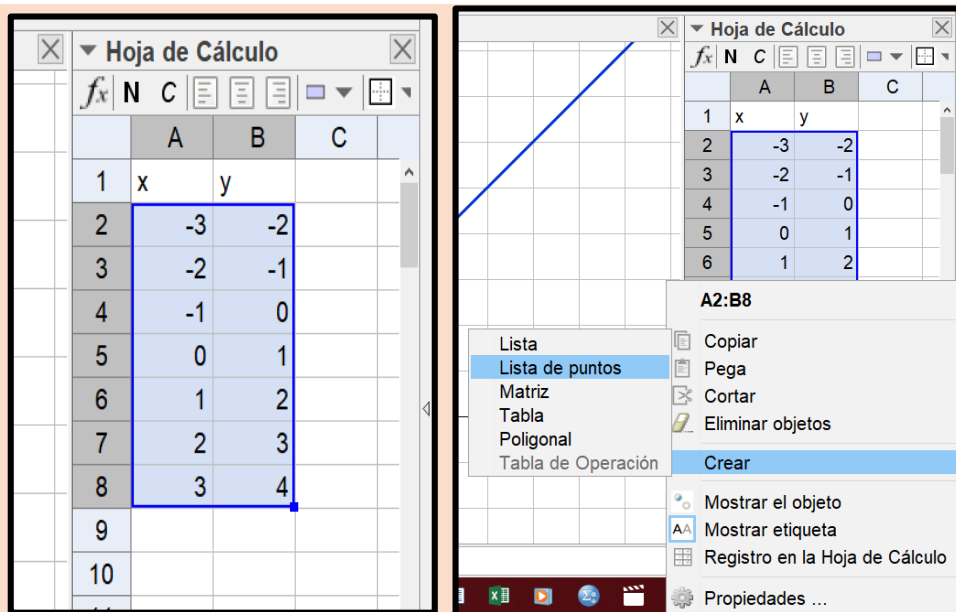 Hoja de Cálculo
fx N C
A B C
1 x y
2 -3 -2
3 -2 -1
4 -1 0
5 0 1
6 1 2
7 2 3
8 3 4
9
10
Hoja de Cálculo
fx N C
A B C
1 x y
2 -3 -2
3 -2 -1
4 -1 0
5 0 1
6 1 2
A2:B8
Copiar
Pega
Cortar
Eliminar objetos
Crear
Mostrar el objeto
AA Mostrar etiqueta
Registro en la Hoja de Cálculo
Propiedades ...
Lista
Lista de puntos
Matriz
Tabla
Poligonal
Tabla de Operación